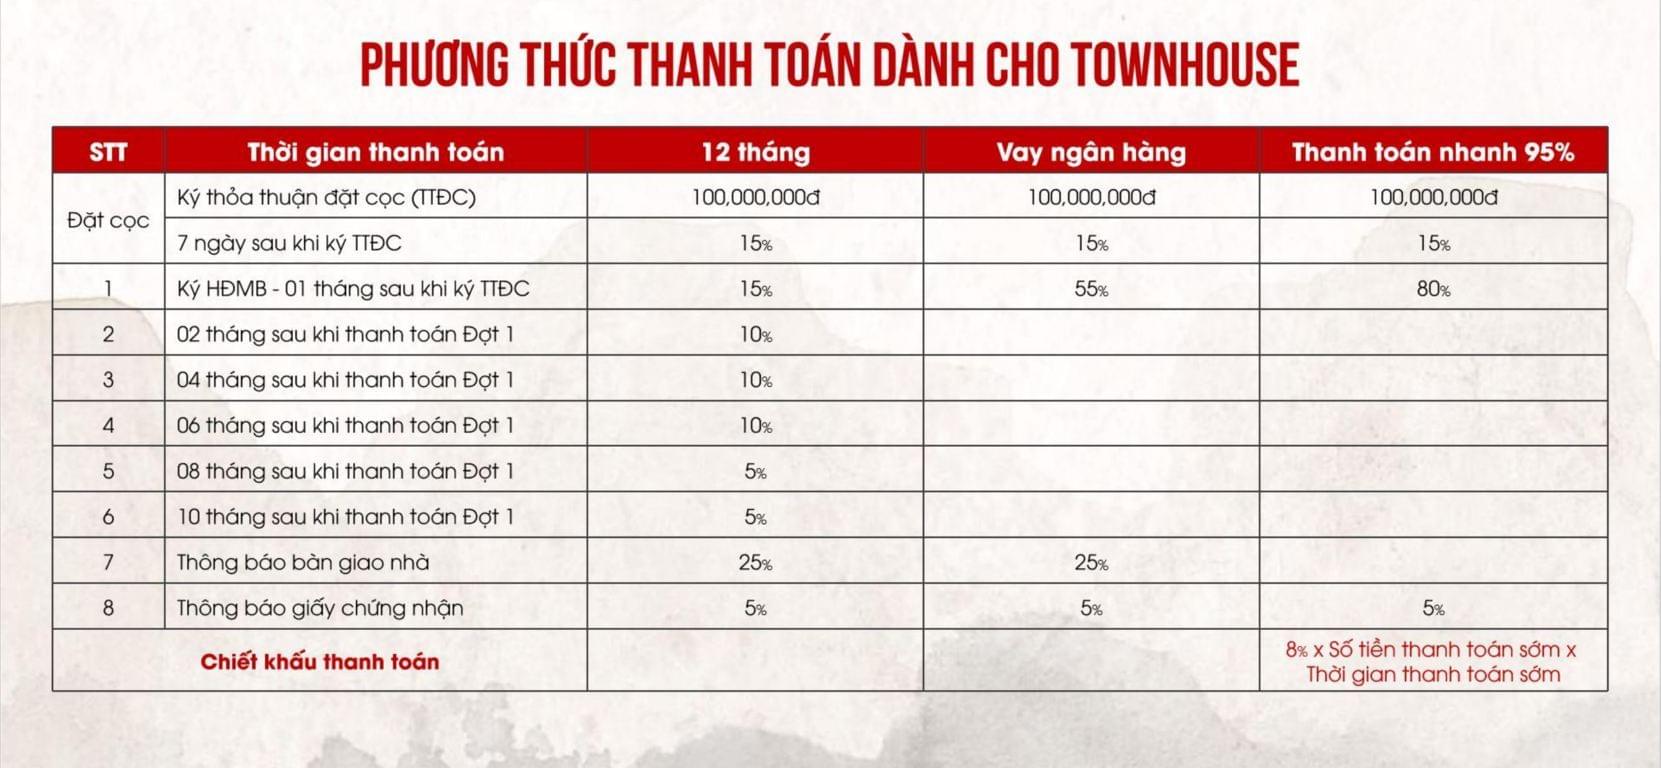 PHƯƠNG THỨC THANH TOÁN DÀNH CHO TOWNHOUSE
STT Thời gian thanh toán 12 tháng Vay ngân hàng Thanh toán nhanh 95%
Đặt cọc Ký thỏa thuận đặt cọc (TTĐC) 100,000,000đ 100,000,000đ 100,000,000đ
7 ngày sau khi ký TTĐC 15% 15% 15%
1 Ký HĐMB - 01 tháng sau khi ký TTĐC 15% 55% 80%
2 02 tháng sau khi thanh toán Đợt 1 10%
3 04 tháng sau khi thanh toán Đợt 1 10%
4 06 tháng sau khi thanh toán Đợt 1 10%
5 08 tháng sau khi thanh toán Đợt 1 5%
6 10 tháng sau khi thanh toán Đợt 1 5%
7 Thông báo bàn giao nhà 25% 25%
8 Thông báo giấy chứng nhận 5% 5% 5%
Chiết khấu thanh toán 8% x Số tiền thanh toán sớm x
Thời gian thanh toán sớm